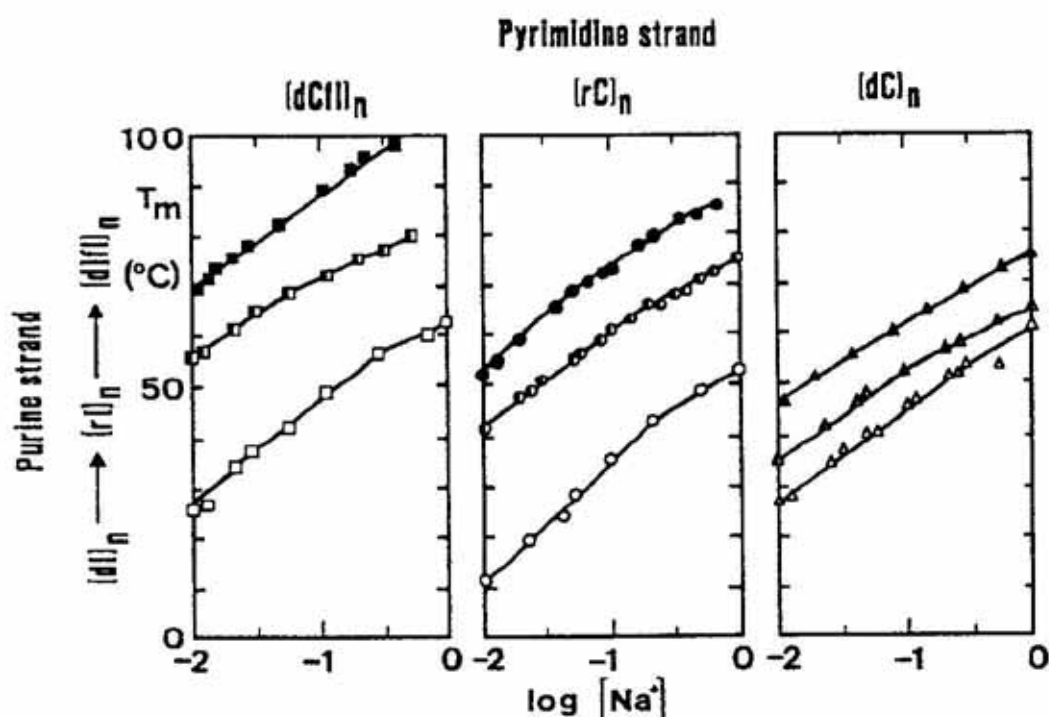 Pyrimidine strand
(dCfl)n
(rC)n
(dC)n
100
Tm
(°C)
50
0
Purine strand
(dI)n → (rI)n → (dIfl)n
-2 -1 0
-2 -1 0
-2 -1 0
log [Na+]